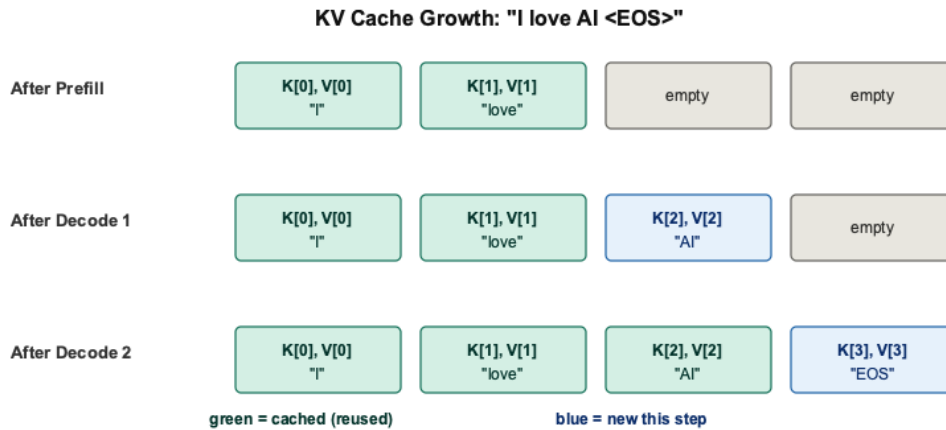 KV Cache Growth: "I love AI <EOS>"
After Prefill
K[0], V[0]
"I"
K[1], V[1]
"love"
empty
empty
After Decode 1
K[0], V[0]
"I"
K[1], V[1]
"love"
K[2], V[2]
"AI"
empty
After Decode 2
K[0], V[0]
"I"
K[1], V[1]
"love"
K[2], V[2]
"AI"
K[3], V[3]
"EOS"
green = cached (reused)
blue = new this step